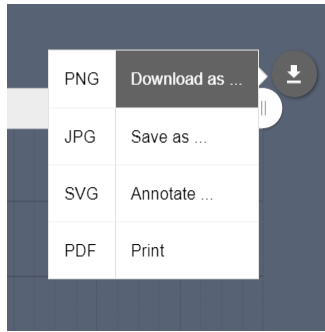 PNG Download as ...
JPG Save as ...
SVG Annotate ...
PDF Print